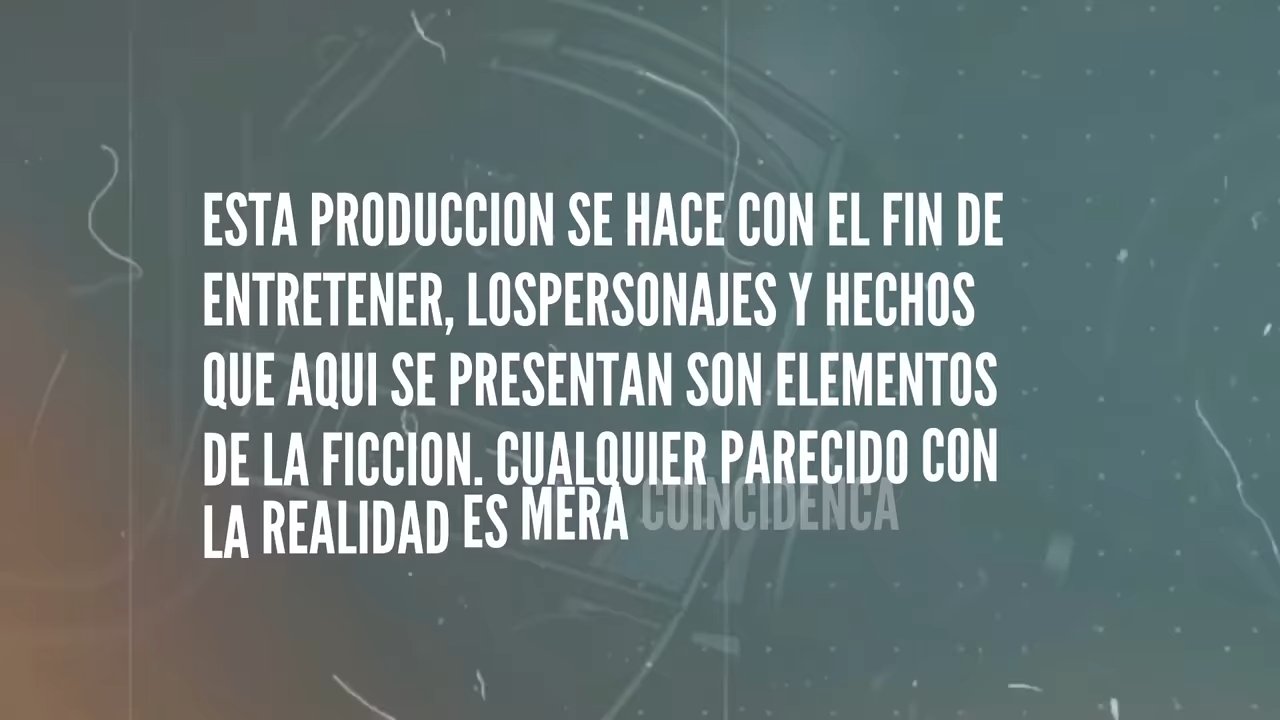 ESTA PRODUCCION SE HACE CON EL FIN DE
ENTRETENER, LOSPERSONAJES Y HECHOS
QUE AQUI SE PRESENTAN SON ELEMENTOS
DE LA FICCION. CUALQUIER PARECIDO CON
LA REALIDAD ES MERA COINCIDENCA